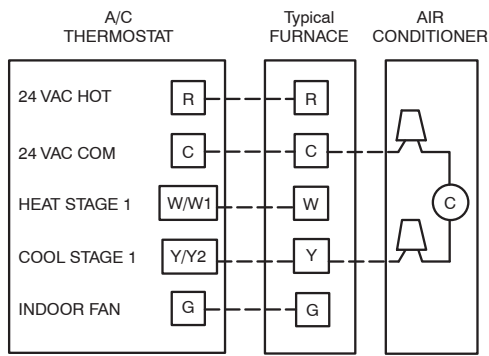 A/C
THERMOSTAT
Typical
FURNACE
AIR
CONDITIONER
24 VAC HOT R R
24 VAC COM C C
HEAT STAGE 1 W/W1 W
C
COOL STAGE 1 Y/Y2 Y
INDOOR FAN G G